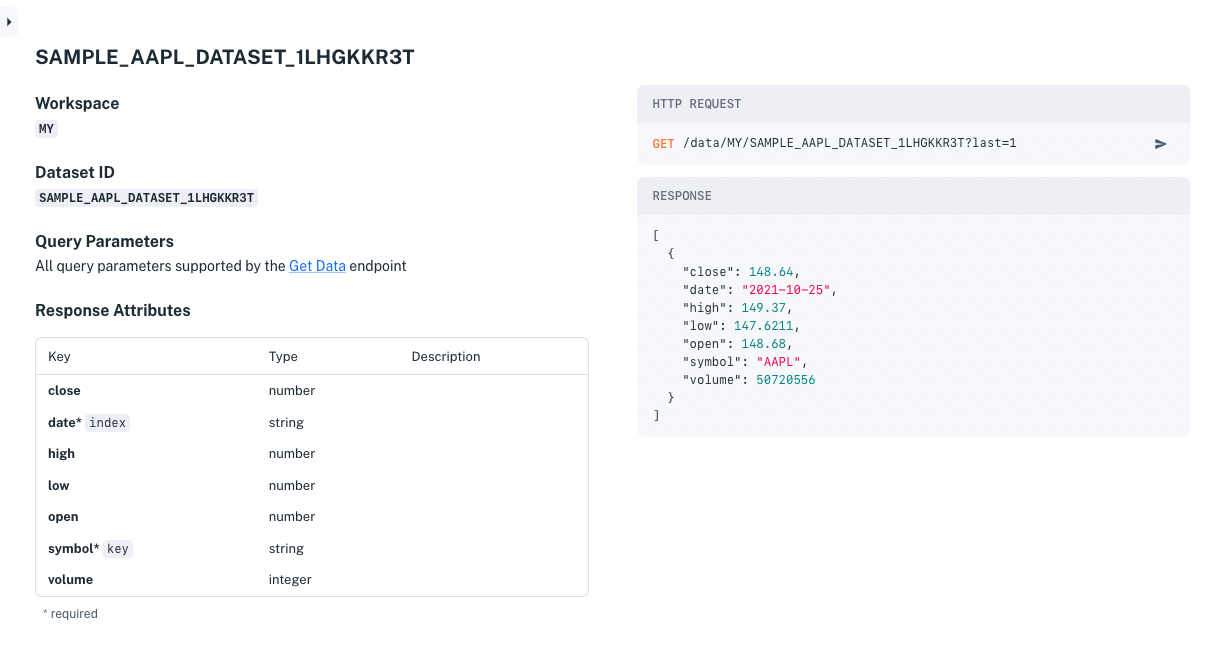 SAMPLE_AAPL_DATASET_1LHGKKR3T
Workspace
MY
Dataset ID
SAMPLE_AAPL_DATASET_1LHGKKR3T
Query Parameters
All query parameters supported by the Get Data endpoint
Response Attributes
Key Type Description
close number
date* index string
high number
low number
open number
symbol* key string
volume integer
* required
HTTP REQUEST
GET /data/MY/SAMPLE_AAPL_DATASET_1LHGKKR3T?last=1
RESPONSE
[
  {
    "close": 148.64,
    "date": "2021-10-25",
    "high": 149.37,
    "low": 147.6211,
    "open": 148.68,
    "symbol": "AAPL",
    "volume": 50720556
  }
]